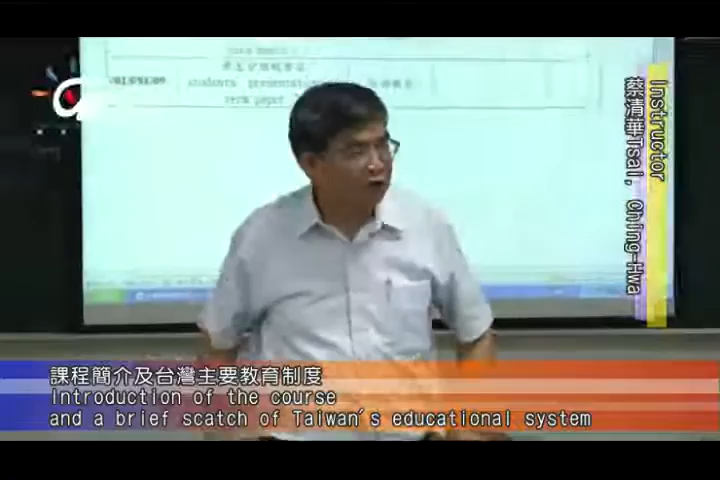 students presentation
term paper
Instructor
蔡清華Tsai, Ching-Hwa
課程簡介及台灣主要教育制度
Introduction of the course
and a brief scatch of Taiwan's educational system